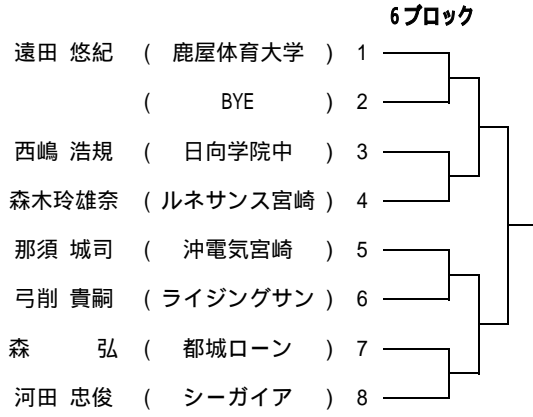 6ブロック
遠田 悠紀 ( 鹿屋体育大学 ) 1
( BYE ) 2
西嶋 浩規 ( 日向学院中 ) 3
森木玲雄奈 ( ルネサンス宮崎 ) 4
那須 城司 ( 沖電気宮崎 ) 5
弓削 貴嗣 ( ライジングサン ) 6
森 弘 ( 都城ローン ) 7
河田 忠俊 ( シーガイア ) 8